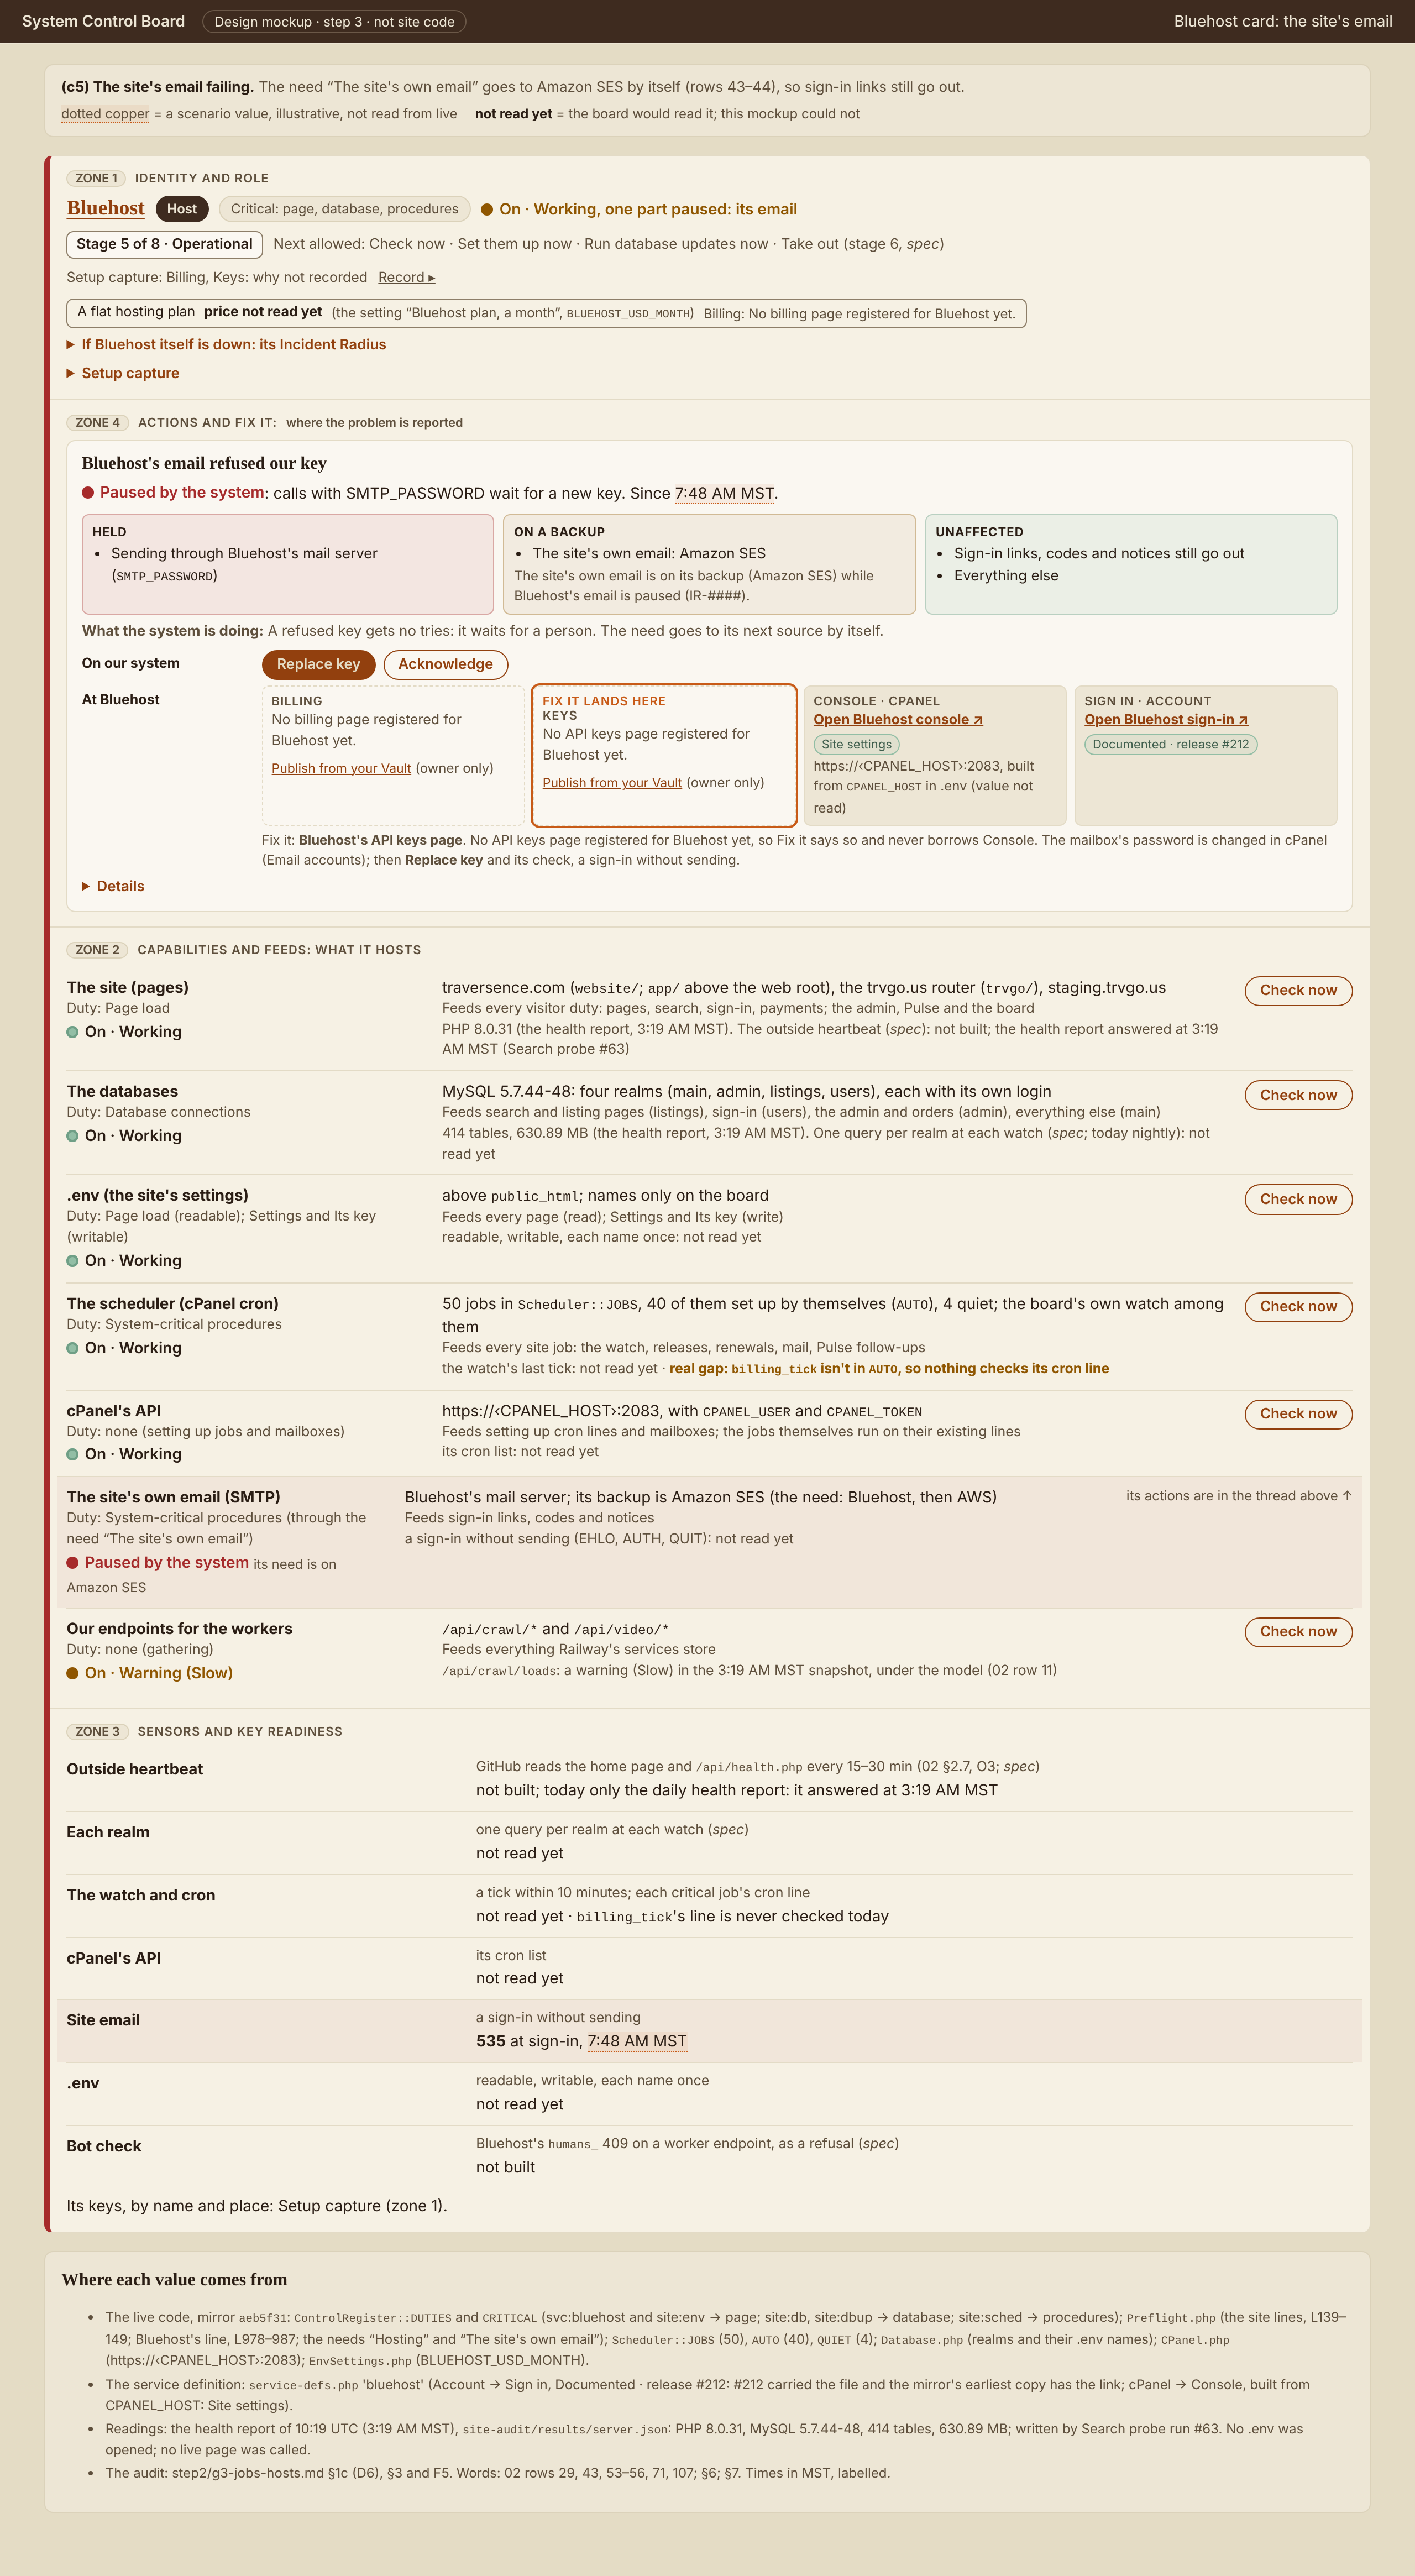 System Control Board
Design mockup · step 3 · not site code
Bluehost card: the site's email
(c5) The site's email failing. The need “The site's own email” goes to Amazon SES by itself (rows 43–44), so sign-in links still go out.
dotted copper = a scenario value, illustrative, not read from live not read yet = the board would read it; this mockup could not
ZONE 1 IDENTITY AND ROLE
Bluehost Host Critical: page, database, procedures On · Working, one part paused: its email
Stage 5 of 8 · Operational Next allowed: Check now · Set them up now · Run database updates now · Take out (stage 6, spec)
Setup capture: Billing, Keys: why not recorded Record ▸
A flat hosting plan price not read yet (the setting “Bluehost plan, a month”, BLUEHOST_USD_MONTH) Billing: No billing page registered for Bluehost yet.
▶ If Bluehost itself is down: its Incident Radius
▶ Setup capture
ZONE 4 ACTIONS AND FIX IT: where the problem is reported
Bluehost's email refused our key
Paused by the system: calls with SMTP_PASSWORD wait for a new key. Since 7:48 AM MST.
HELD
• Sending through Bluehost's mail server
(SMTP_PASSWORD)
ON A BACKUP
• The site's own email: Amazon SES
The site's own email is on its backup (Amazon SES) while
Bluehost's email is paused (IR-####).
UNAFFECTED
• Sign-in links, codes and notices still go out
• Everything else
What the system is doing: A refused key gets no tries: it waits for a person. The need goes to its next source by itself.
On our system Replace key Acknowledge
At Bluehost
BILLING
No billing page registered for
Bluehost yet.
Publish from your Vault (owner only)
FIX IT LANDS HERE
KEYS
No API keys page registered for
Bluehost yet.
Publish from your Vault (owner only)
CONSOLE · CPANEL
Open Bluehost console ↗
Site settings
https://‹CPANEL_HOST›:2083, built
from CPANEL_HOST in .env (value not
read)
SIGN IN · ACCOUNT
Open Bluehost sign-in ↗
Documented · release #212
Fix it: Bluehost's API keys page. No API keys page registered for Bluehost yet, so Fix it says so and never borrows Console. The mailbox's password is changed in cPanel
(Email accounts); then Replace key and its check, a sign-in without sending.
▶ Details
ZONE 2 CAPABILITIES AND FEEDS: WHAT IT HOSTS
The site (pages)
Duty: Page load
On · Working
traversence.com (website/; app/ above the web root), the trvgo.us router (trvgo/), staging.trvgo.us
Feeds every visitor duty: pages, search, sign-in, payments; the admin, Pulse and the board
PHP 8.0.31 (the health report, 3:19 AM MST). The outside heartbeat (spec): not built; the health report answered at 3:19
AM MST (Search probe #63)
Check now
The databases
Duty: Database connections
On · Working
MySQL 5.7.44-48: four realms (main, admin, listings, users), each with its own login
Feeds search and listing pages (listings), sign-in (users), the admin and orders (admin), everything else (main)
414 tables, 630.89 MB (the health report, 3:19 AM MST). One query per realm at each watch (spec; today nightly): not
read yet
Check now
.env (the site's settings)
Duty: Page load (readable); Settings and Its key
(writable)
On · Working
above public_html; names only on the board
Feeds every page (read); Settings and Its key (write)
readable, writable, each name once: not read yet
Check now
The scheduler (cPanel cron)
Duty: System-critical procedures
On · Working
50 jobs in Scheduler::JOBS, 40 of them set up by themselves (AUTO), 4 quiet; the board's own watch among
them
Feeds every site job: the watch, releases, renewals, mail, Pulse follow-ups
the watch's last tick: not read yet · real gap: billing_tick isn't in AUTO, so nothing checks its cron line
Check now
cPanel's API
Duty: none (setting up jobs and mailboxes)
On · Working
https://‹CPANEL_HOST›:2083, with CPANEL_USER and CPANEL_TOKEN
Feeds setting up cron lines and mailboxes; the jobs themselves run on their existing lines
its cron list: not read yet
Check now
The site's own email (SMTP)
Duty: System-critical procedures (through the
need “The site's own email”)
Paused by the system its need is on
Amazon SES
Bluehost's mail server; its backup is Amazon SES (the need: Bluehost, then AWS)
Feeds sign-in links, codes and notices
a sign-in without sending (EHLO, AUTH, QUIT): not read yet
its actions are in the thread above ↑
Our endpoints for the workers
Duty: none (gathering)
On · Warning (Slow)
/api/crawl/* and /api/video/*
Feeds everything Railway's services store
/api/crawl/loads: a warning (Slow) in the 3:19 AM MST snapshot, under the model (02 row 11)
Check now
ZONE 3 SENSORS AND KEY READINESS
Outside heartbeat
GitHub reads the home page and /api/health.php every 15–30 min (02 §2.7, O3; spec)
not built; today only the daily health report: it answered at 3:19 AM MST
Each realm
one query per realm at each watch (spec)
not read yet
The watch and cron
a tick within 10 minutes; each critical job's cron line
not read yet · billing_tick's line is never checked today
cPanel's API
its cron list
not read yet
Site email
a sign-in without sending
535 at sign-in, 7:48 AM MST
.env
readable, writable, each name once
not read yet
Bot check
Bluehost's humans_ 409 on a worker endpoint, as a refusal (spec)
not built
Its keys, by name and place: Setup capture (zone 1).
Where each value comes from
• The live code, mirror aeb5f31: ControlRegister::DUTIES and CRITICAL (svc:bluehost and site:env → page; site:db, site:dbup → database; site:sched → procedures); Preflight.php (the site lines, L139–
149; Bluehost's line, L978–987; the needs “Hosting” and “The site's own email”); Scheduler::JOBS (50), AUTO (40), QUIET (4); Database.php (realms and their .env names); CPanel.php
(https://‹CPANEL_HOST›:2083); EnvSettings.php (BLUEHOST_USD_MONTH).
• The service definition: service-defs.php 'bluehost' (Account → Sign in, Documented · release #212: #212 carried the file and the mirror's earliest copy has the link; cPanel → Console, built from
CPANEL_HOST: Site settings).
• Readings: the health report of 10:19 UTC (3:19 AM MST), site-audit/results/server.json: PHP 8.0.31, MySQL 5.7.44-48, 414 tables, 630.89 MB; written by Search probe run #63. No .env was
opened; no live page was called.
• The audit: step2/g3-jobs-hosts.md §1c (D6), §3 and F5. Words: 02 rows 29, 43, 53–56, 71, 107; §6; §7. Times in MST, labelled.